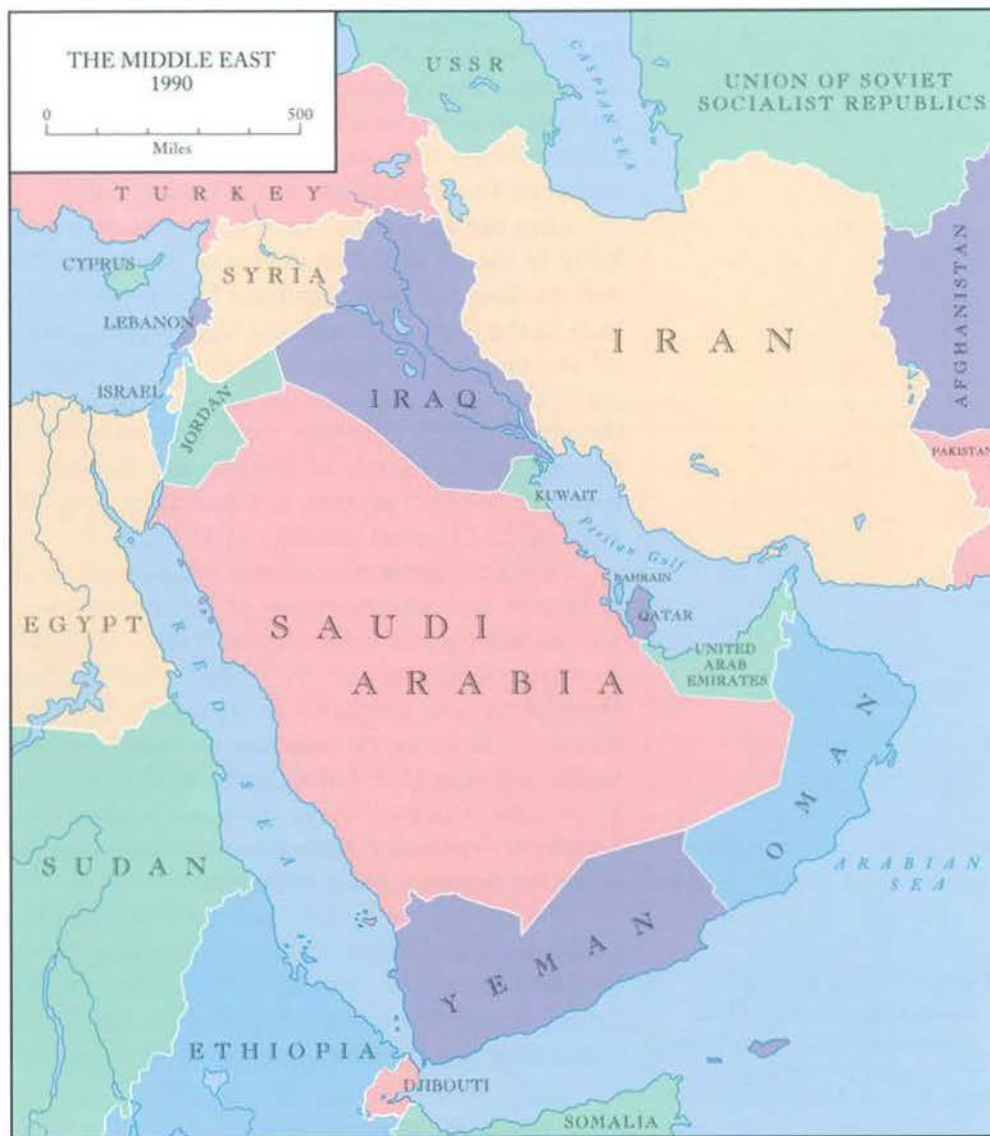 THE MIDDLE EAST
1990
0 500
Miles
USSR
CASPIAN SEA
UNION OF SOVIET
SOCIALIST REPUBLICS
TURKEY
CYPRUS
SYRIA
LEBANON
ISRAEL
JORDAN
IRAQ
IRAN
AFGHANISTAN
PAKISTAN
KUWAIT
Persian Gulf
BAHRAIN
QATAR
EGYPT
RED SEA
SAUDI
ARABIA
UNITED
ARAB
EMIRATES
OMAN
SUDAN
YEMAN
ARABIAN
SEA
ETHIOPIA
DJIBOUTI
SOMALIA